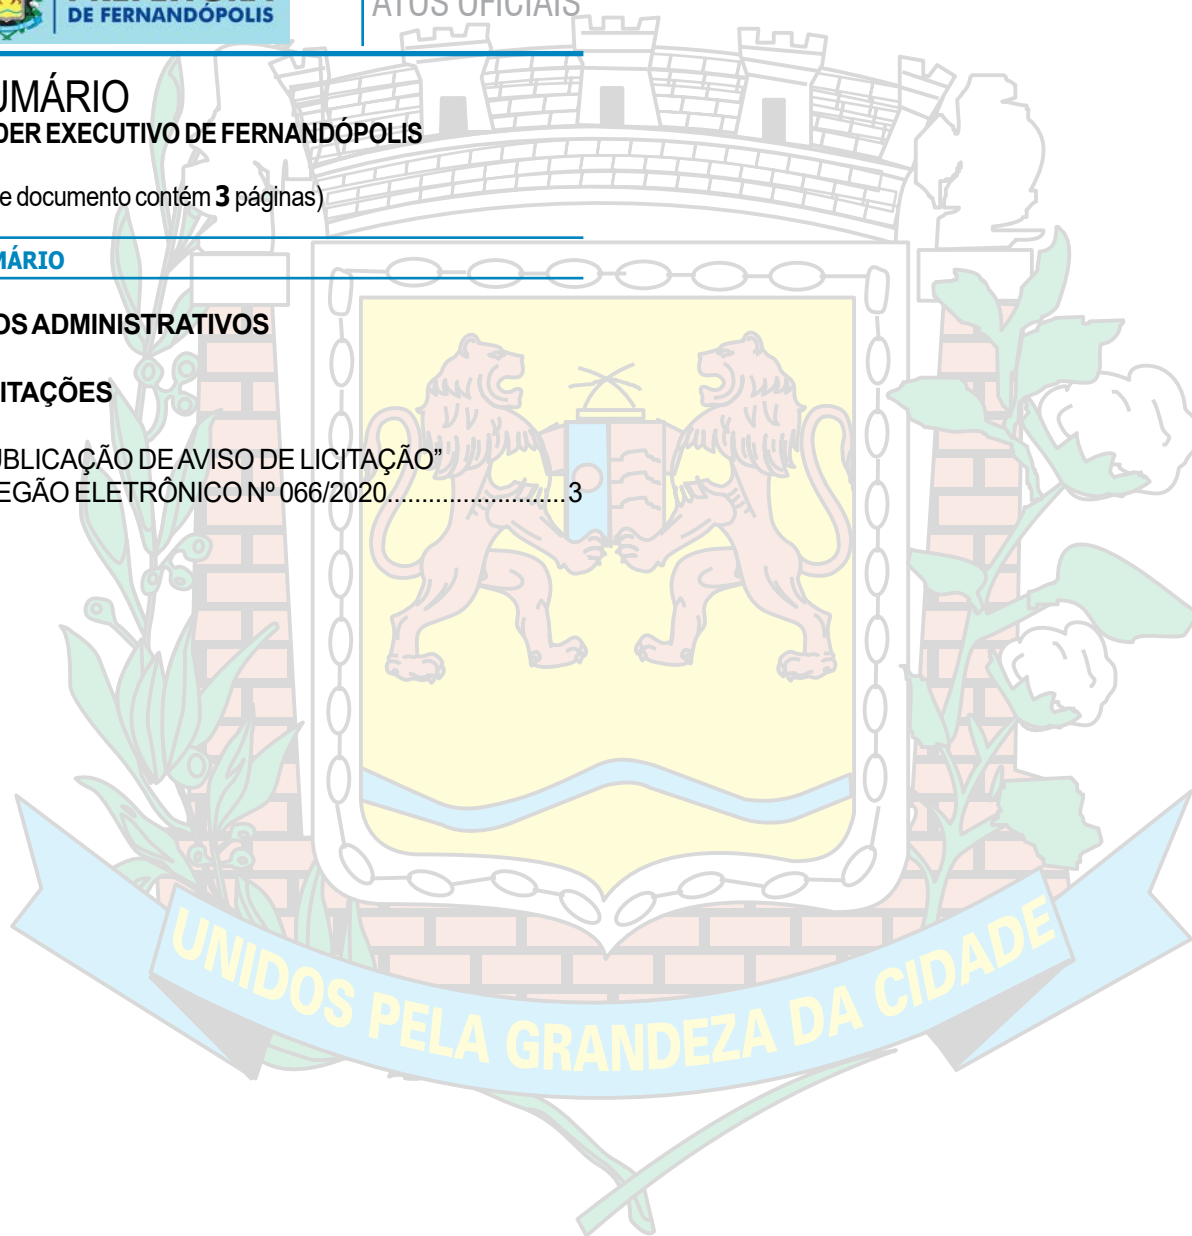 DE FERNANDÓPOLIS
ATOS OFICIAIS
UMÁRIO
DER EXECUTIVO DE FERNANDÓPOLIS
e documento contém 3 páginas)
MÁRIO
OS ADMINISTRATIVOS
ITAÇÕES
UBLICAÇÃO DE AVISO DE LICITAÇÃO”
EGÃO ELETRÔNICO Nº 066/2020..........................3
UNIDOS PELA GRANDEZA DA CIDADE